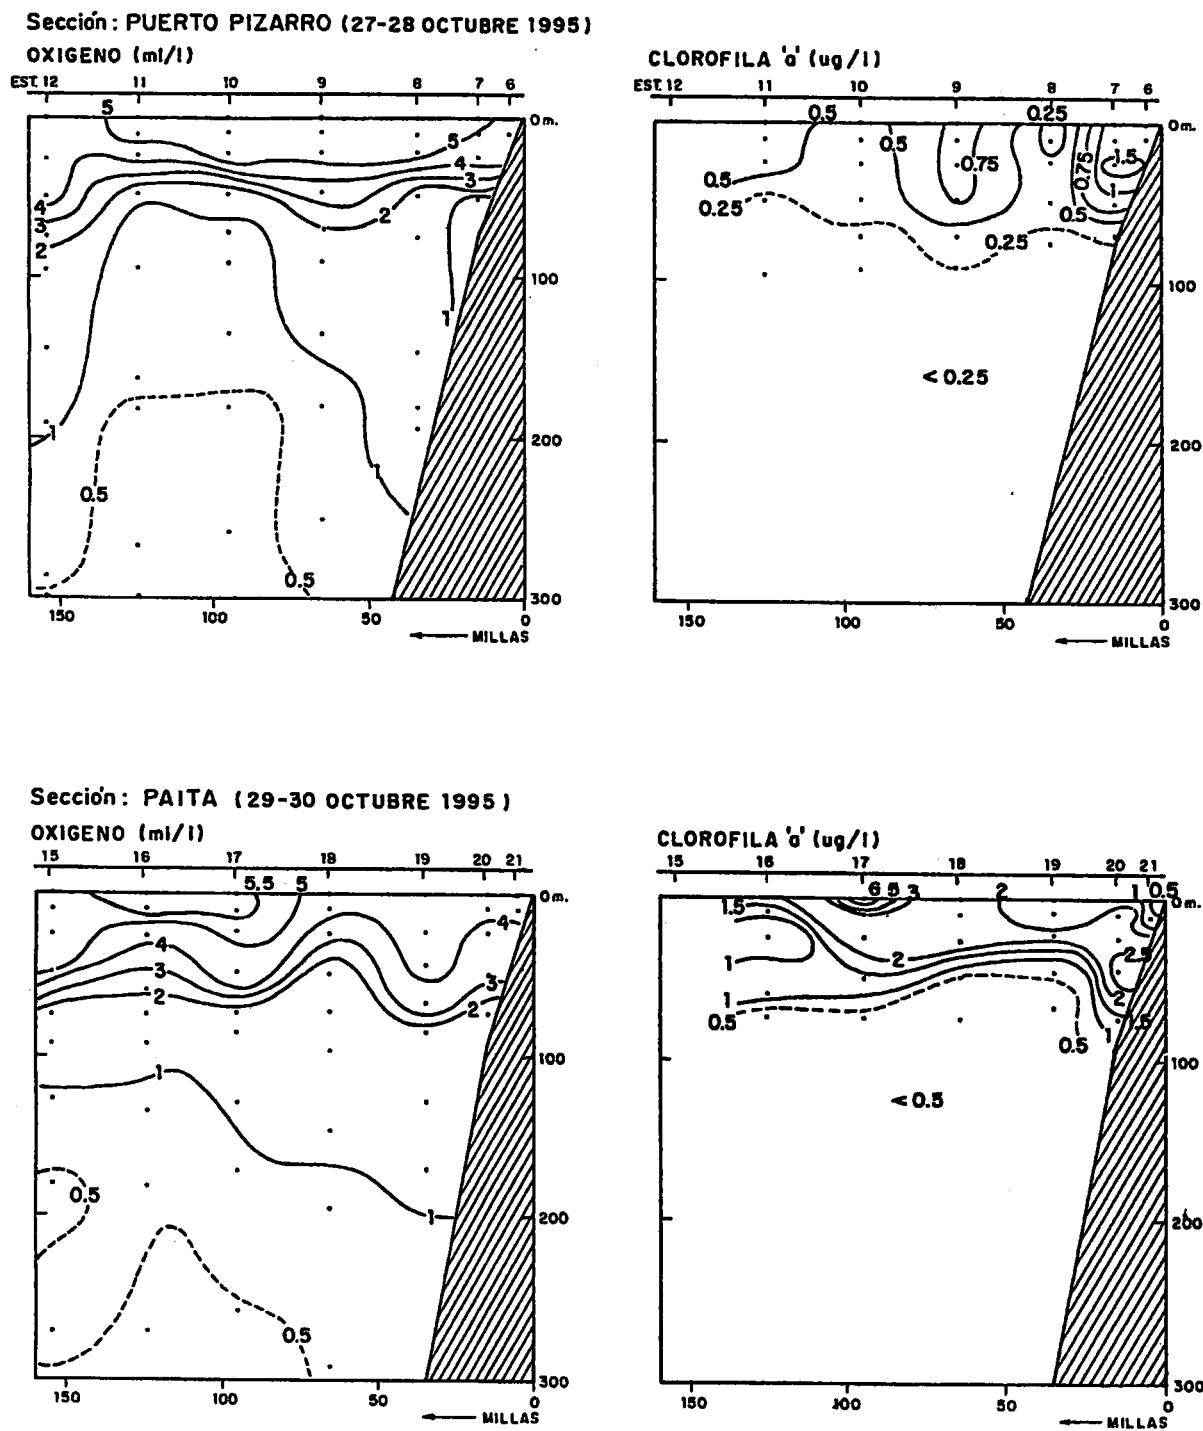 Sección: PUERTO PIZARRO (27-28 OCTUBRE 1995)
OXIGENO (ml/l)
EST. 12 11 10 9 8 7 6
5 0 m.
5
4
3
4
3
2
2
100
1
1
200
1
0.5
0.5
300
150 100 50 0
MILLAS
CLOROFILA 'a' (ug/l)
EST. 12 11 10 9 8 7 6
0.5 0.25 0 m.
0.5 0.75 0.75 1.5
0.5 1
0.25 0.5
0.25
100
< 0.25
200
300
150 100 50 0
MILLAS
Sección: PAITA (29-30 OCTUBRE 1995)
OXIGENO (ml/l)
15 16 17 18 19 20 21
5.5 5 0 m.
4
4
3 3
2 2
100
1
0.5 200
1
0.5
300
150 100 50 0
MILLAS
CLOROFILA 'a' (ug/l)
15 16 17 18 19 20 21
6 5 3 2 1 0.5
1.5 0 m.
1 2 2.5
1 2
0.5 1.5
0.5 1
100
< 0.5
200
300
150 100 50 0
MILLAS